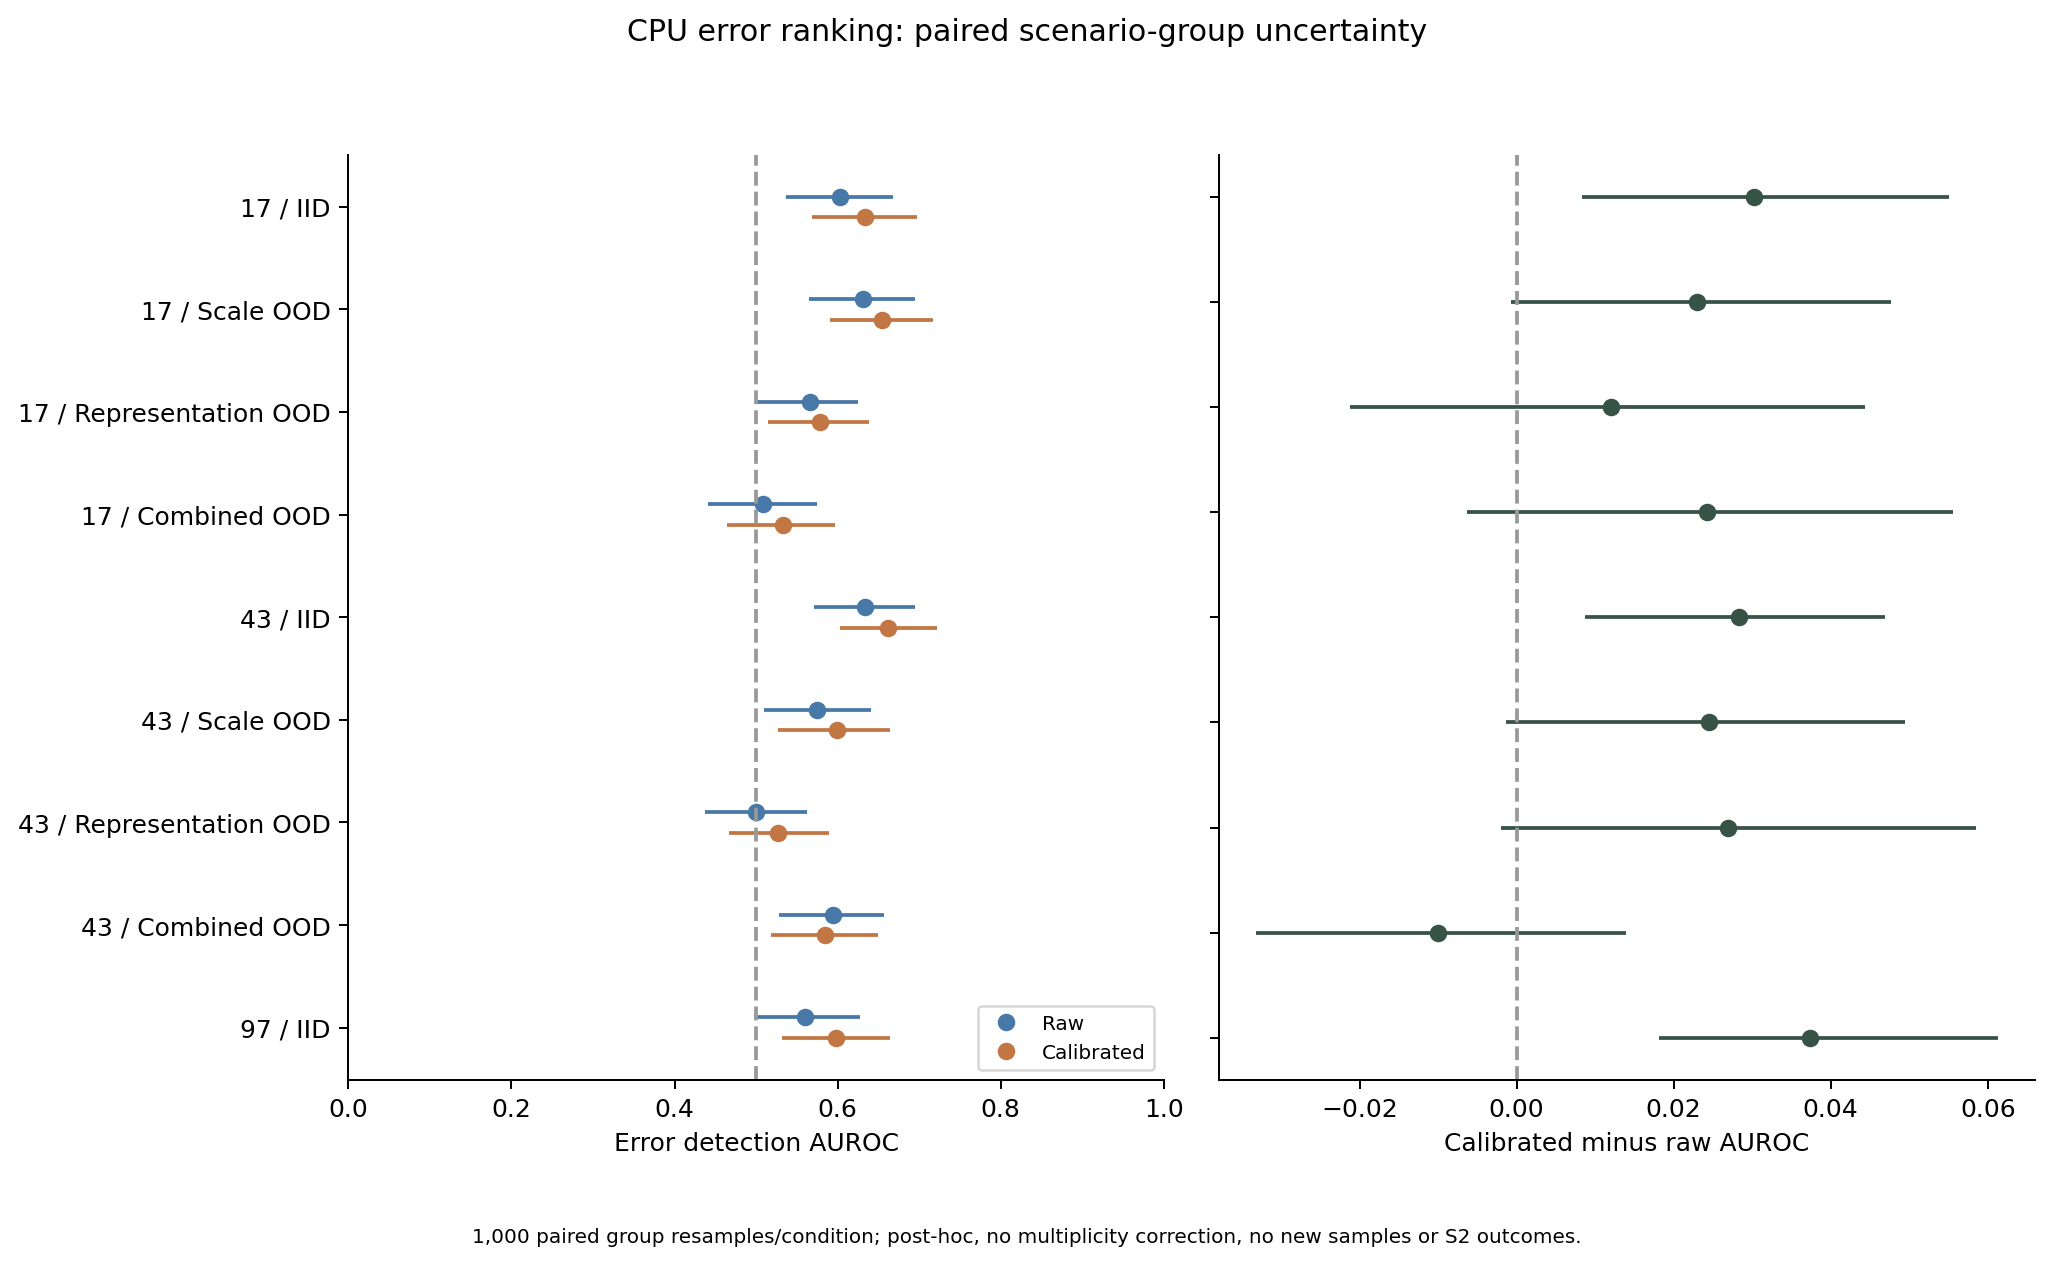 CPU error ranking: paired scenario-group uncertainty
17 / IID
17 / Scale OOD
17 / Representation OOD
17 / Combined OOD
43 / IID
43 / Scale OOD
43 / Representation OOD
43 / Combined OOD
97 / IID
Raw
Calibrated
0.0 0.2 0.4 0.6 0.8 1.0
Error detection AUROC
−0.02 0.00 0.02 0.04 0.06
Calibrated minus raw AUROC
1,000 paired group resamples/condition; post-hoc, no multiplicity correction, no new samples or S2 outcomes.